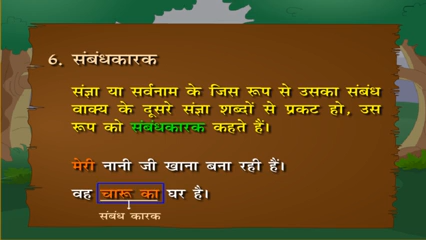 6. संबंधकारक
संज्ञा या सर्वनाम के जिस रूप से उसका संबंध
वाक्य के दूसरे संज्ञा शब्दों से प्रकट हो, उस
रूप को संबंधकारक कहते हैं।
मेरी नानी जी खाना बना रही हैं।
वह चारू का घर है।
संबंध कारक